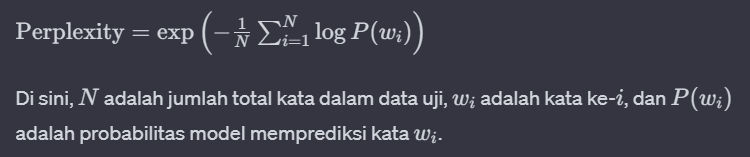 Perplexity = exp(−1/N ∑_{i=1}^{N} log P(w_i))
Di sini, N adalah jumlah total kata dalam data uji, w_i adalah kata ke-i, dan P(w_i)
adalah probabilitas model memprediksi kata w_i.